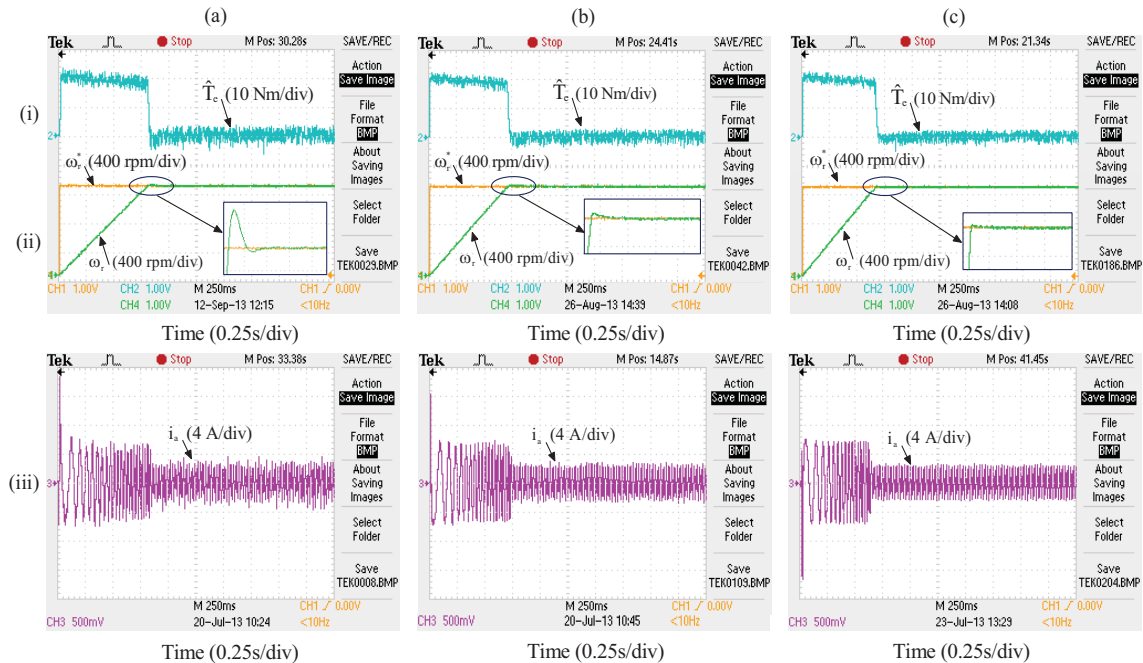 (a) (b) (c)
Tek Stop M Pos: 30.28s SAVE/REC
Action
Save Image
File
Format
BMP
About
Saving
Images
Select
Folder
Save
TEK0029.BMP
(i)
T̂e (10 Nm/div)
2
ωr* (400 rpm/div)
(ii)
ωr (400 rpm/div)
4
CH1 1.00V CH2 1.00V M 250ms CH1 0.00V
CH4 1.00V 12-Sep-13 12:15 <10Hz
Time (0.25s/div)
Tek Stop M Pos: 24.41s SAVE/REC
Action
Save Image
File
Format
BMP
About
Saving
Images
Select
Folder
Save
TEK0042.BMP
T̂e (10 Nm/div)
2
ωr* (400 rpm/div)
ωr (400 rpm/div)
4
CH1 1.00V CH2 1.00V M 250ms CH1 0.00V
CH4 1.00V 26-Aug-13 14:39 <10Hz
Time (0.25s/div)
Tek Stop M Pos: 21.34s SAVE/REC
Action
Save Image
File
Format
BMP
About
Saving
Images
Select
Folder
Save
TEK0186.BMP
T̂e (10 Nm/div)
2
ωr* (400 rpm/div)
ωr (400 rpm/div)
4
CH1 1.00V CH2 1.00V M 250ms CH1 0.00V
CH4 1.00V 26-Aug-13 14:08 <10Hz
Time (0.25s/div)
Tek Stop M Pos: 33.38s SAVE/REC
Action
Save Image
File
Format
BMP
About
Saving
Images
Select
Folder
Save
TEK0008.BMP
(iii)
ia (4 A/div)
3
M 250ms CH1 0.00V
CH3 500mV 20-Jul-13 10:24 <10Hz
Time (0.25s/div)
Tek Stop M Pos: 14.87s SAVE/REC
Action
Save Image
File
Format
BMP
About
Saving
Images
Select
Folder
Save
TEK0109.BMP
ia (4 A/div)
3
M 250ms CH1 0.00V
CH3 500mV 20-Jul-13 10:45 <10Hz
Time (0.25s/div)
Tek Stop M Pos: 41.45s SAVE/REC
Action
Save Image
File
Format
BMP
About
Saving
Images
Select
Folder
Save
TEK0204.BMP
ia (4 A/div)
3
M 250ms CH1 0.00V
CH3 500mV 23-Jul-13 13:29 <10Hz
Time (0.25s/div)